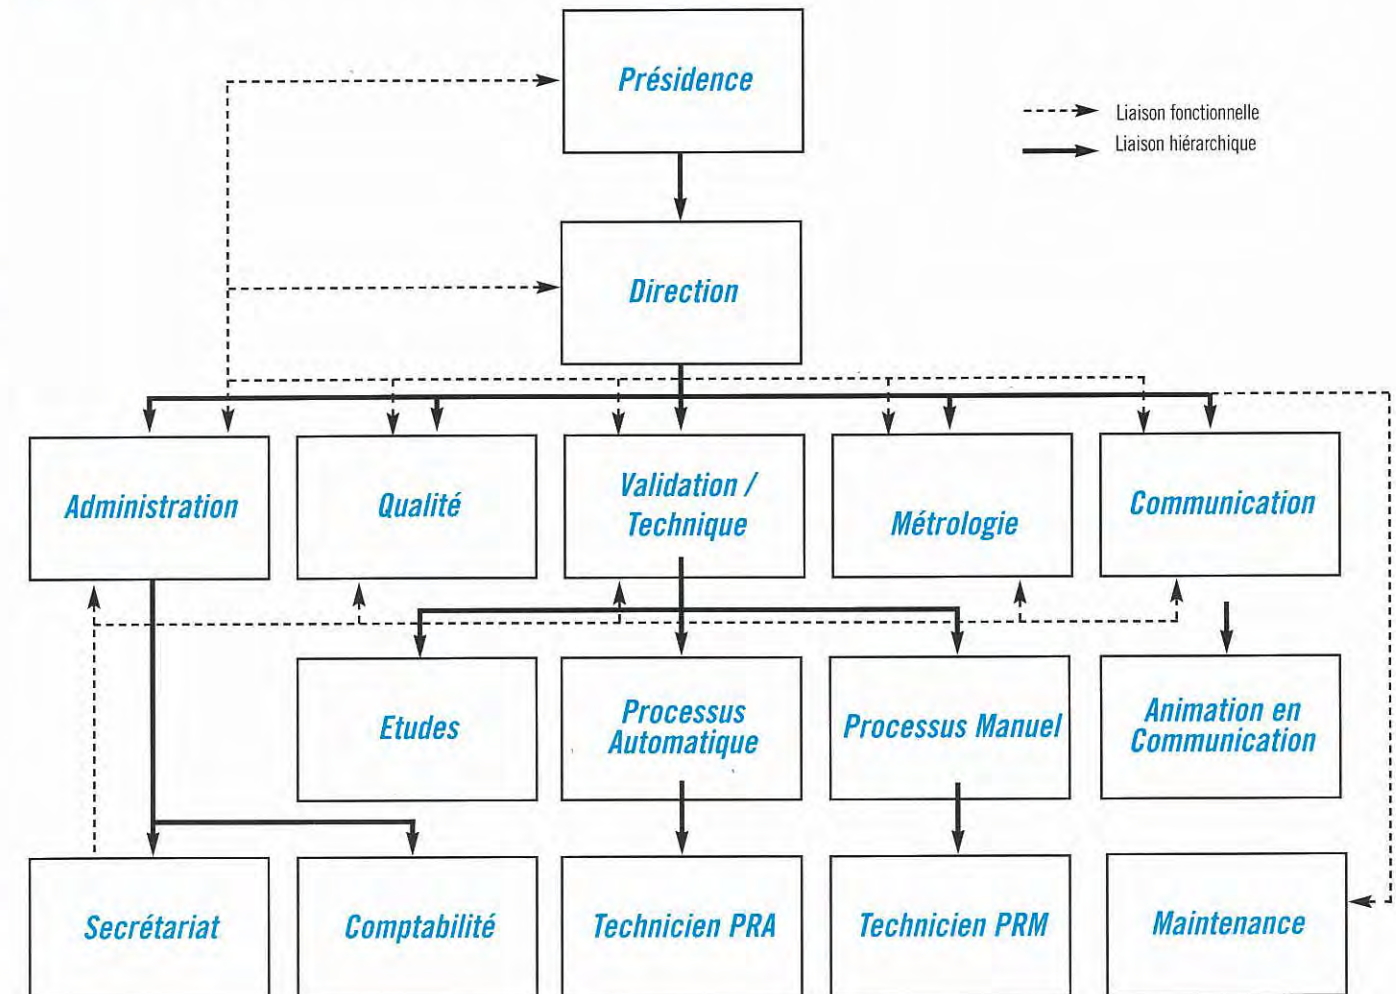 Présidence
Liaison fonctionnelle
Liaison hiérarchique
Direction
Administration
Qualité
Validation /
Technique
Métrologie
Communication
Etudes
Processus
Automatique
Processus Manuel
Animation en
Communication
Secrétariat
Comptabilité
Technicien PRA
Technicien PRM
Maintenance